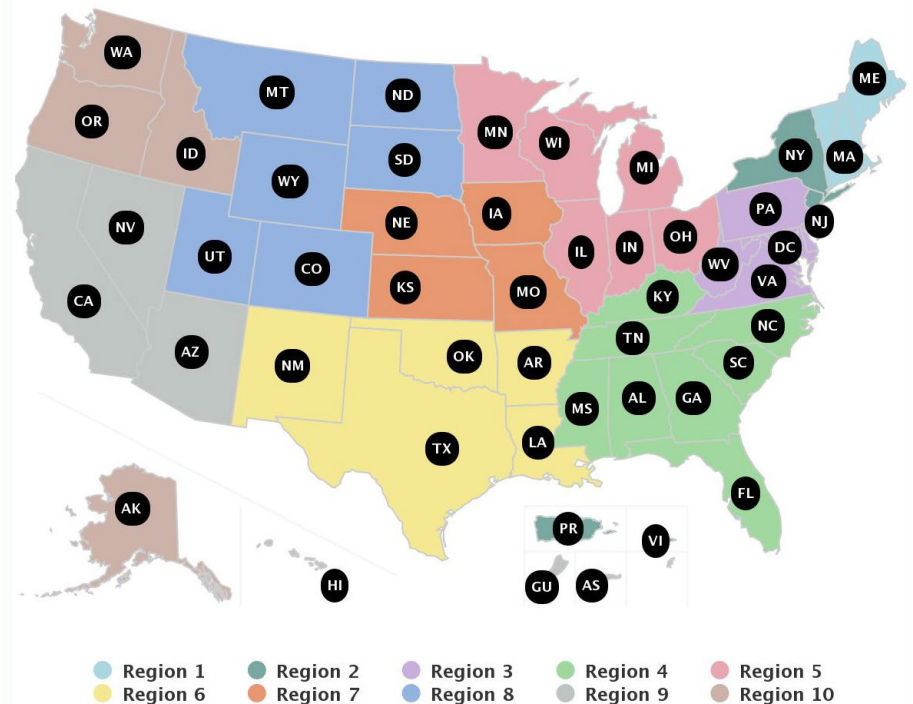 WA
ME
MT
ND
OR
MN
WI
NY
MA
ID
SD
MI
WY
PA
IA
NJ
NV
NE
OH
DC
UT
CO
IL
IN
WV
VA
KS
MO
KY
CA
NC
TN
AZ
OK
AR
SC
NM
MS
AL
GA
TX
LA
FL
AK
PR
VI
HI
GU
AS
Region 1 Region 2 Region 3 Region 4 Region 5
Region 6 Region 7 Region 8 Region 9 Region 10